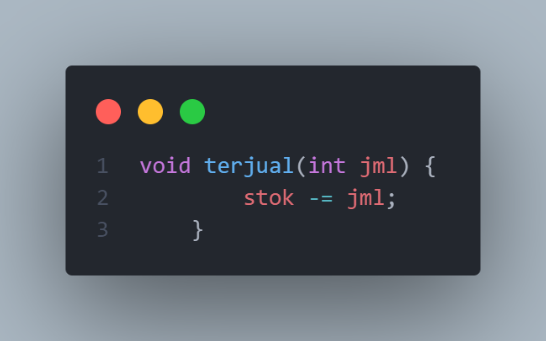 1 void terjual(int jml) {
2         stok -= jml;
3     }